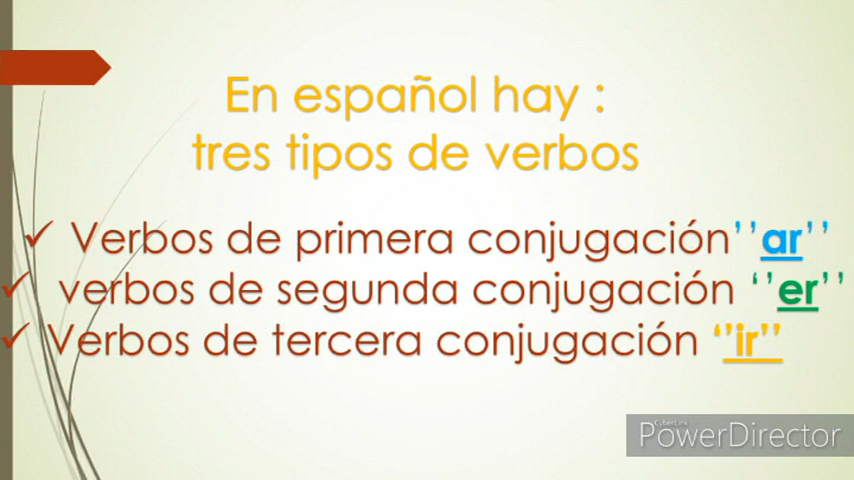 En español hay :
tres tipos de verbos
✓ Verbos de primera conjugación’’ar’’
✓ verbos de segunda conjugación ‘’er’’
✓ Verbos de tercera conjugación ‘’ir’’
CyberLink
PowerDirector